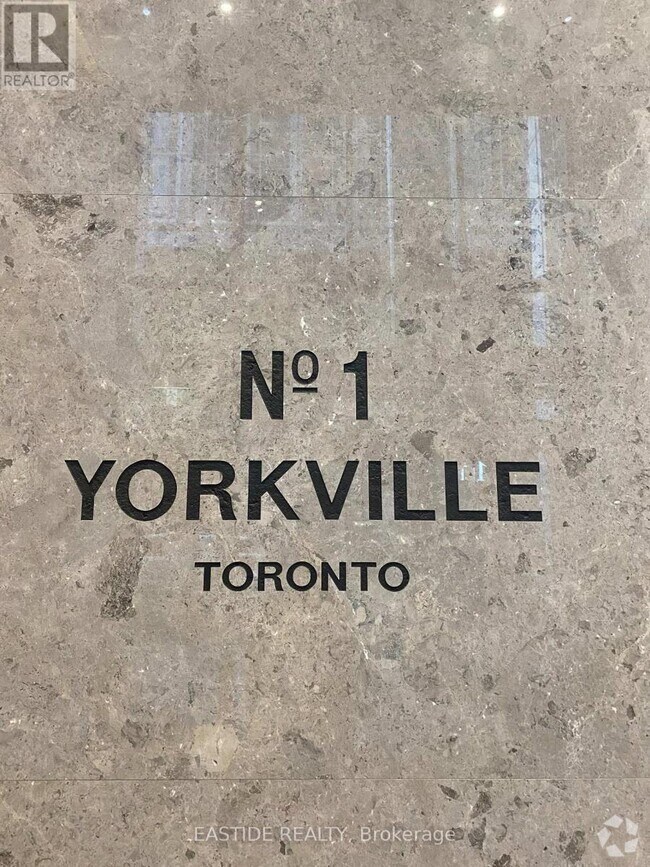 R
REALTOR
Nº 1
YORKVILLE
TORONTO
EASTIDE REALTY, Brokerage